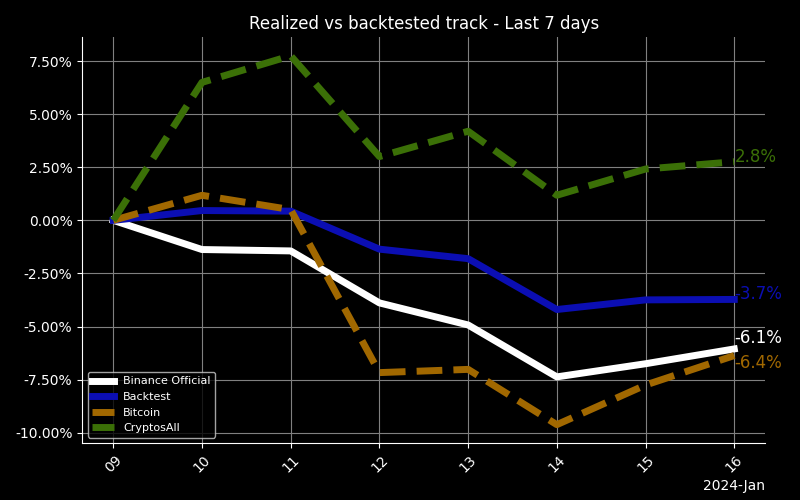 Realized vs backtested track - Last 7 days
7.50%
5.00%
2.50%
0.00%
-2.50%
-5.00%
-7.50%
-10.00%
2.8%
-3.7%
-6.1%
-6.4%
Binance Official
Backtest
Bitcoin
CryptosAll
09 10 11 12 13 14 15 16
2024-Jan